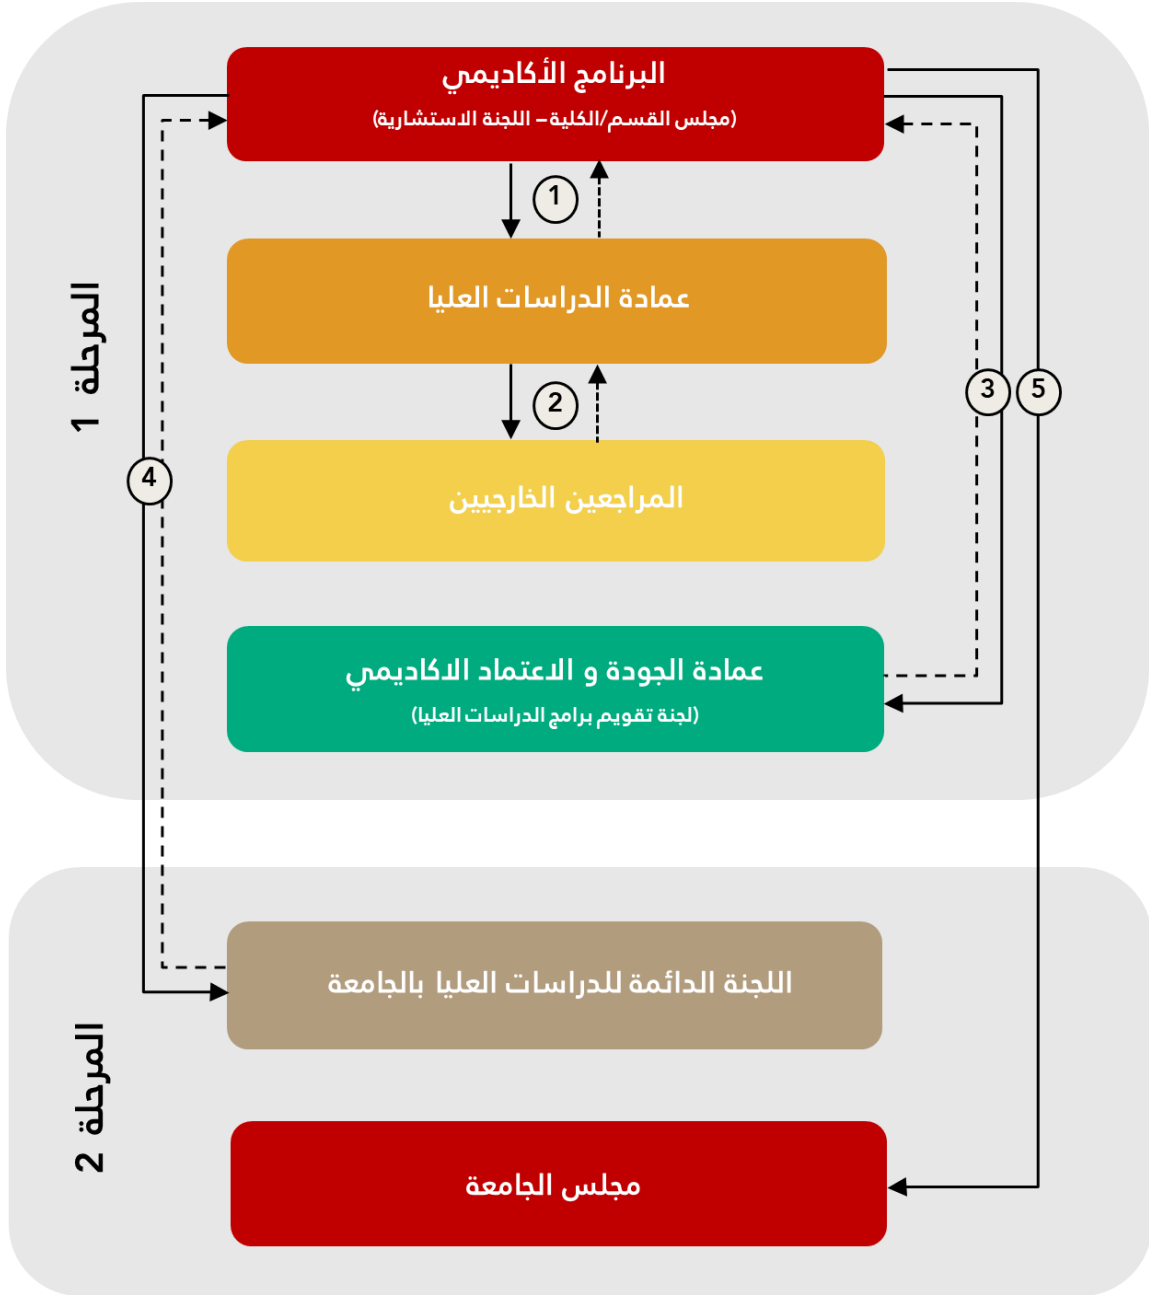 البرنامج الأكاديمي
(مجلس القسم/الكلية– اللجنة الاستشارية)
1
عمادة الدراسات العليا
المرحلة 1
2
3
5
4
المراجعين الخارجيين
عمادة الجودة و الاعتماد الاكاديمي
(لجنة تقويم برامج الدراسات العليا)
اللجنة الدائمة للدراسات العليا بالجامعة
المرحلة 2
مجلس الجامعة